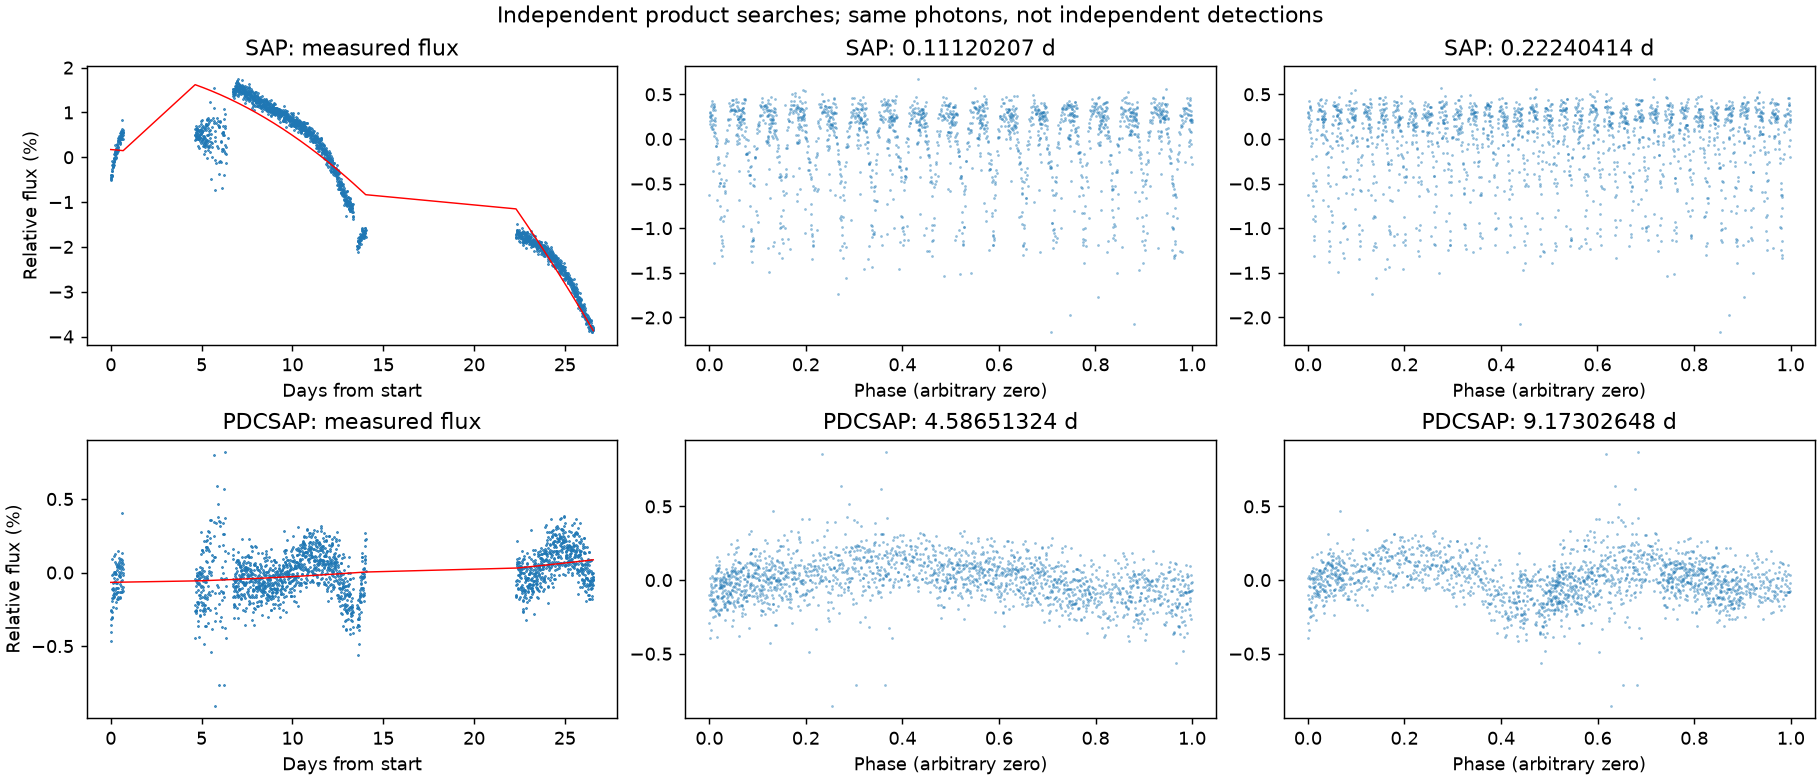 Independent product searches; same photons, not independent detections
SAP: measured flux
Relative flux (%)
2
1
0
−1
−2
−3
−4
0 5 10 15 20 25
Days from start
SAP: 0.11120207 d
0.5
0.0
−0.5
−1.0
−1.5
−2.0
0.0 0.2 0.4 0.6 0.8 1.0
Phase (arbitrary zero)
SAP: 0.22240414 d
0.5
0.0
−0.5
−1.0
−1.5
−2.0
0.0 0.2 0.4 0.6 0.8 1.0
Phase (arbitrary zero)
PDCSAP: measured flux
Relative flux (%)
0.5
0.0
−0.5
0 5 10 15 20 25
Days from start
PDCSAP: 4.58651324 d
0.5
0.0
−0.5
0.0 0.2 0.4 0.6 0.8 1.0
Phase (arbitrary zero)
PDCSAP: 9.17302648 d
0.5
0.0
−0.5
0.0 0.2 0.4 0.6 0.8 1.0
Phase (arbitrary zero)